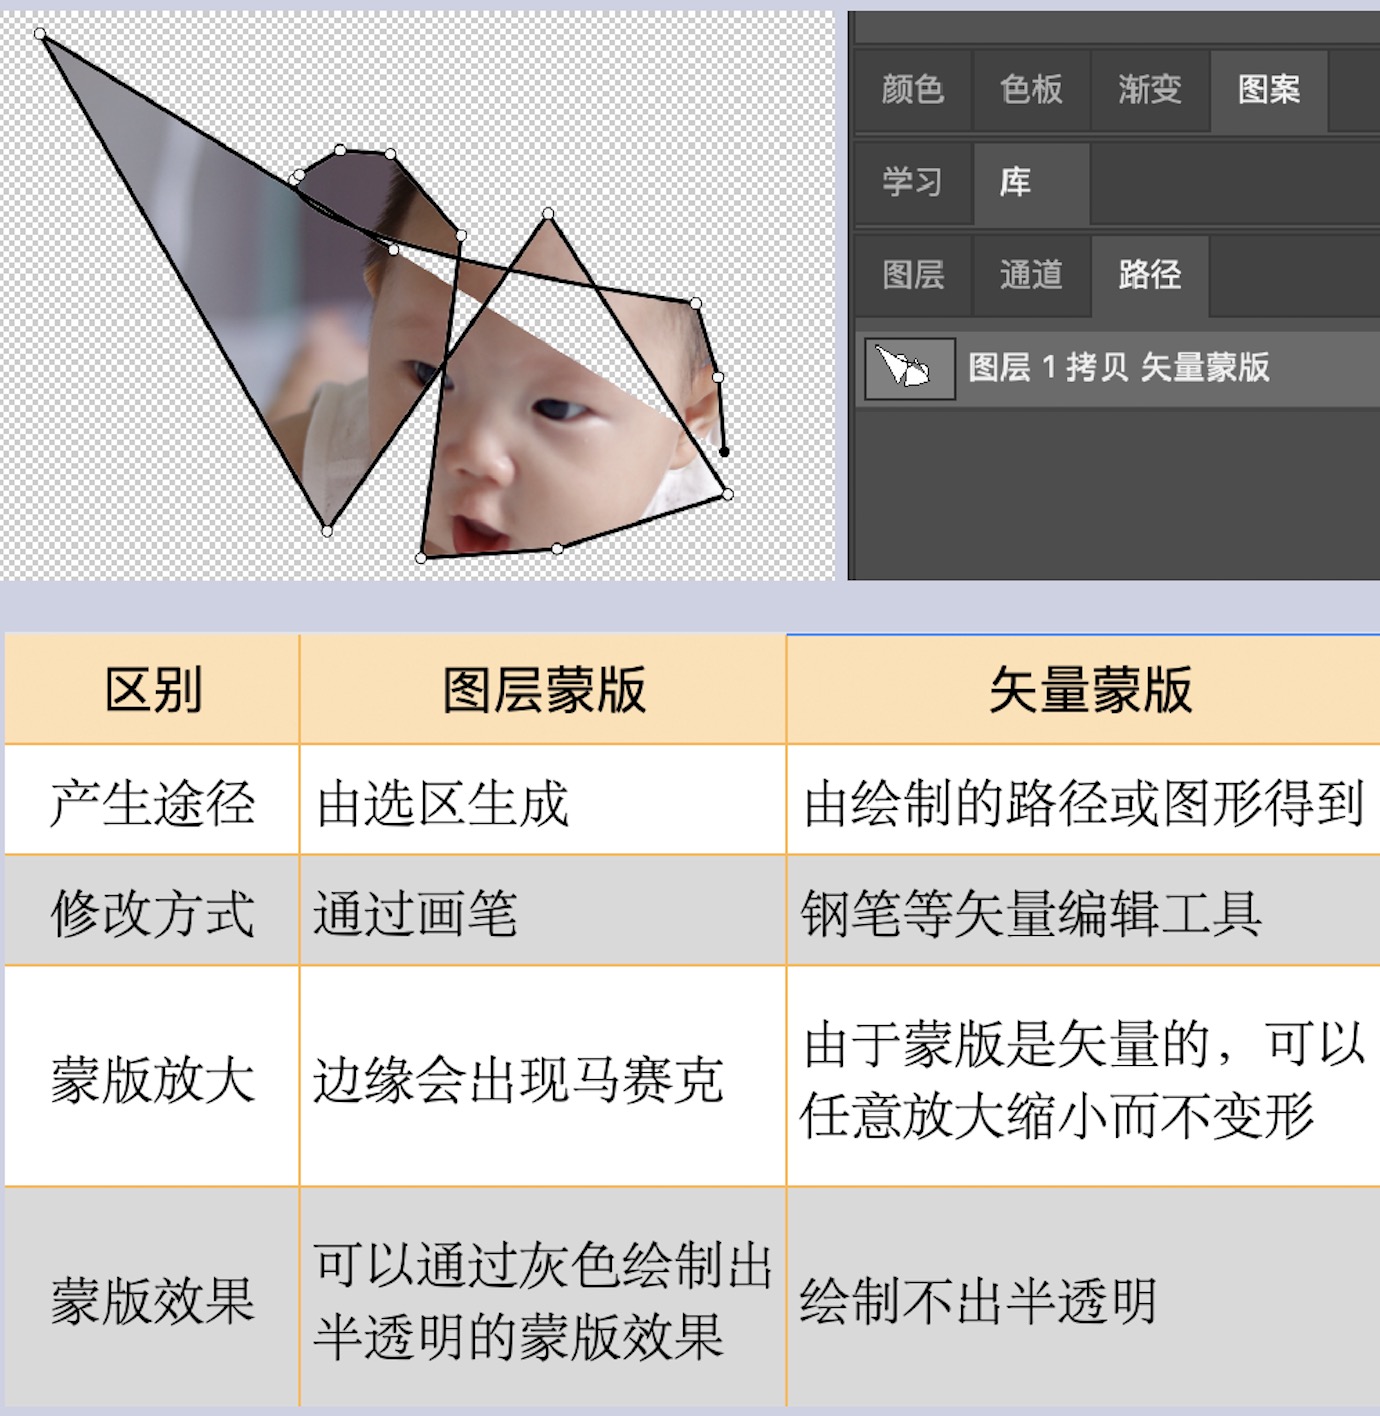 颜色 色板 渐变 图案
学习 库
图层 通道 路径
图层 1 拷贝 矢量蒙版
区别 图层蒙版 矢量蒙版
产生途径 由选区生成 由绘制的路径或图形得到
修改方式 通过画笔 钢笔等矢量编辑工具
蒙版放大 边缘会出现马赛克 由于蒙版是矢量的，可以
任意放大缩小而不变形
蒙版效果 可以通过灰色绘制出
半透明的蒙版效果 绘制不出半透明